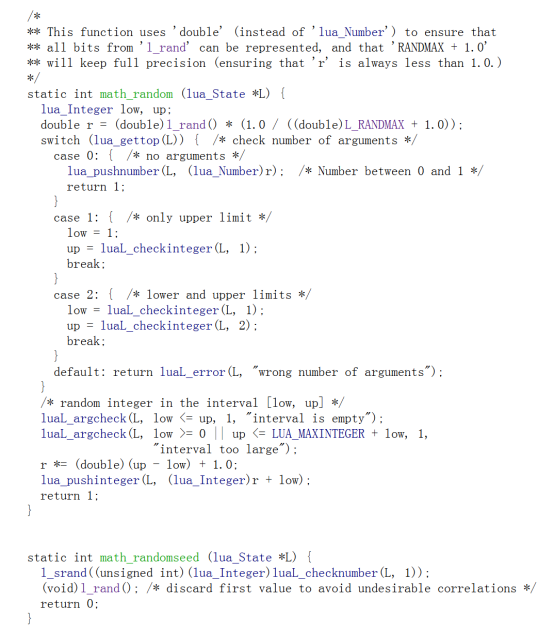 /*
** This function uses 'double' (instead of 'lua_Number') to ensure that
** all bits from 'l_rand' can be represented, and that 'RANDMAX + 1.0'
** will keep full precision (ensuring that 'r' is always less than 1.0.)
*/
static int math_random (lua_State *L) {
  lua_Integer low, up;
  double r = (double)l_rand() * (1.0 / ((double)L_RANDMAX + 1.0));
  switch (lua_gettop(L)) {  /* check number of arguments */
    case 0: {  /* no arguments */
      lua_pushnumber(L, (lua_Number)r);  /* Number between 0 and 1 */
      return 1;
    }
    case 1: {  /* only upper limit */
      low = 1;
      up = luaL_checkinteger(L, 1);
      break;
    }
    case 2: {  /* lower and upper limits */
      low = luaL_checkinteger(L, 1);
      up = luaL_checkinteger(L, 2);
      break;
    }
    default: return luaL_error(L, "wrong number of arguments");
  }
  /* random integer in the interval [low, up] */
  luaL_argcheck(L, low <= up, 1, "interval is empty");
  luaL_argcheck(L, low >= 0 || up <= LUA_MAXINTEGER + low, 1,
                   "interval too large");
  r *= (double)(up - low) + 1.0;
  lua_pushinteger(L, (lua_Integer)r + low);
  return 1;
}
static int math_randomseed (lua_State *L) {
  l_srand((unsigned int)(lua_Integer)luaL_checknumber(L, 1));
  (void)l_rand(); /* discard first value to avoid undesirable correlations */
  return 0;
}